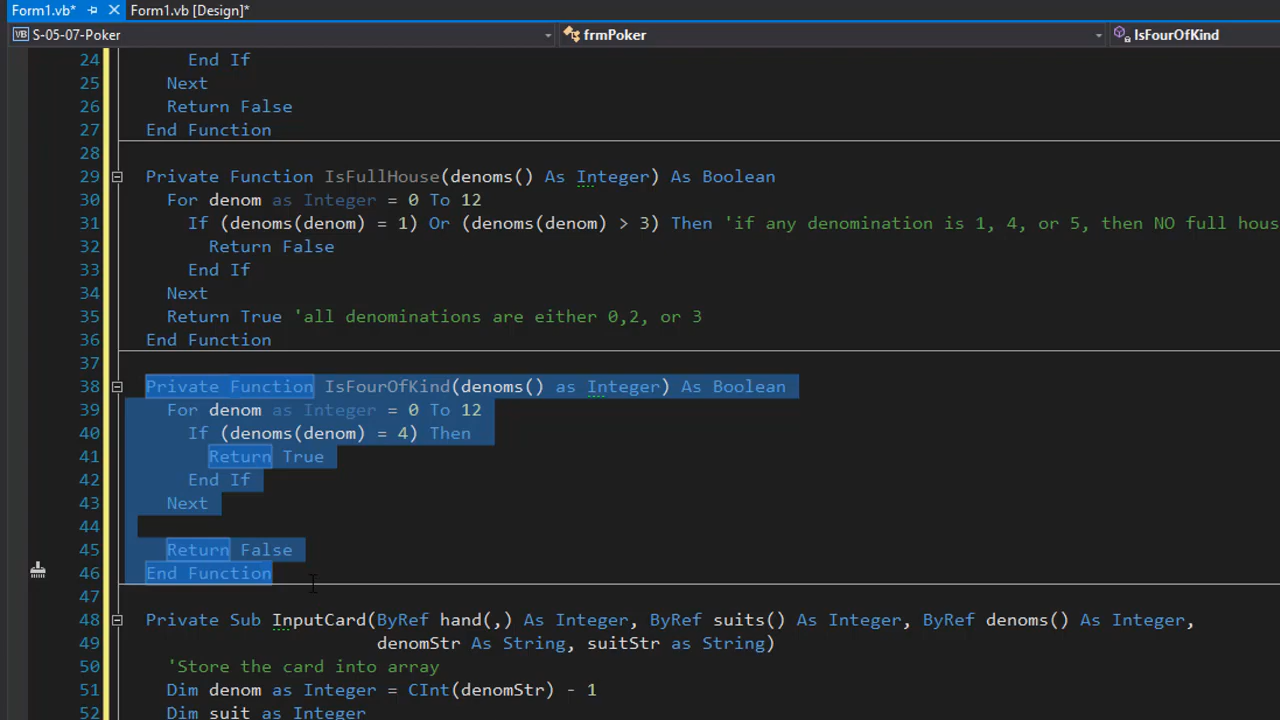 Form1.vb*
Form1.vb [Design]*
VB S-05-07-Poker
frmPoker
IsFourOfKind
24 End If
25 Next
26 Return False
27 End Function
28
29 Private Function IsFullHouse(denoms() As Integer) As Boolean
30 For denom as Integer = 0 To 12
31 If (denoms(denom) = 1) Or (denoms(denom) > 3) Then 'if any denomination is 1, 4, or 5, then NO full hous
32 Return False
33 End If
34 Next
35 Return True 'all denominations are either 0,2, or 3
36 End Function
37
38 Private Function IsFourOfKind(denoms() as Integer) As Boolean
39 For denom as Integer = 0 To 12
40 If (denoms(denom) = 4) Then
41 Return True
42 End If
43 Next
44
45 Return False
46 End Function
47
48 Private Sub InputCard(ByRef hand(,) As Integer, ByRef suits() As Integer, ByRef denoms() As Integer,
49 denomStr As String, suitStr as String)
50 'Store the card into array
51 Dim denom as Integer = CInt(denomStr) - 1
52 Dim suit as Integer